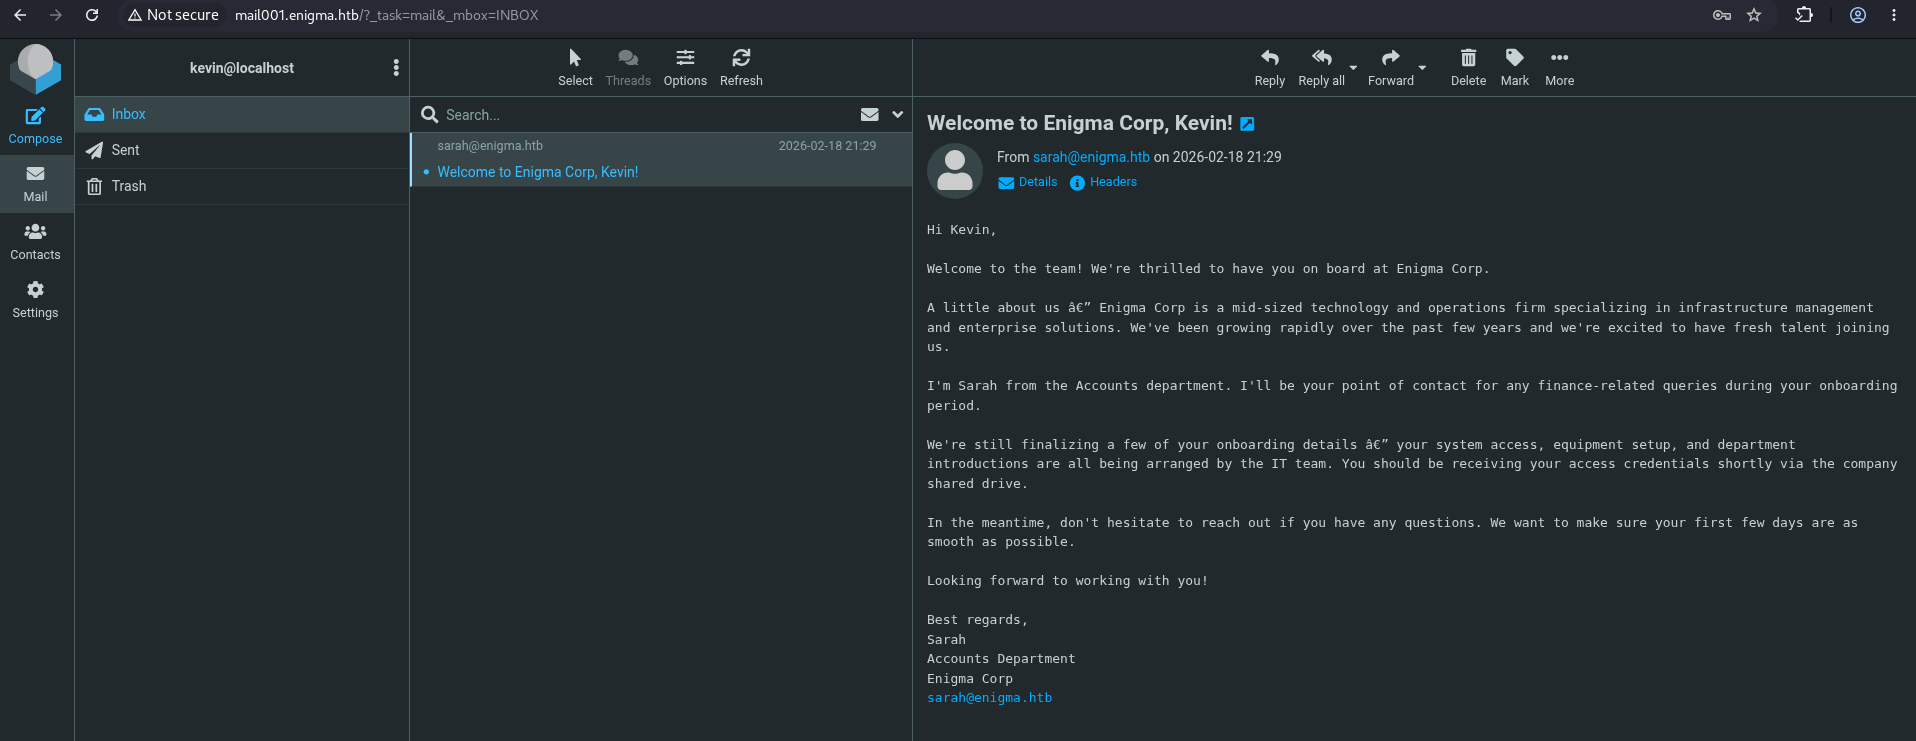 Not secure
mail001.enigma.htb/?_task=mail&_mbox=INBOX
kevin@localhost
Select
Threads
Options
Refresh
Reply
Reply all
Forward
Delete
Mark
More
Compose
Mail
Contacts
Settings
Inbox
Sent
Trash
Search...
sarah@enigma.htb 2026-02-18 21:29
• Welcome to Enigma Corp, Kevin!
Welcome to Enigma Corp, Kevin!
From sarah@enigma.htb on 2026-02-18 21:29
Details Headers
Hi Kevin,
Welcome to the team! We're thrilled to have you on board at Enigma Corp.
A little about us â€” Enigma Corp is a mid-sized technology and operations firm specializing in infrastructure management
and enterprise solutions. We've been growing rapidly over the past few years and we're excited to have fresh talent joining
us.
I'm Sarah from the Accounts department. I'll be your point of contact for any finance-related queries during your onboarding
period.
We're still finalizing a few of your onboarding details â€” your system access, equipment setup, and department
introductions are all being arranged by the IT team. You should be receiving your access credentials shortly via the company
shared drive.
In the meantime, don't hesitate to reach out if you have any questions. We want to make sure your first few days are as
smooth as possible.
Looking forward to working with you!
Best regards,
Sarah
Accounts Department
Enigma Corp
sarah@enigma.htb